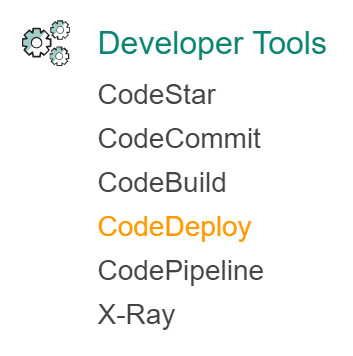 Developer Tools
CodeStar
CodeCommit
CodeBuild
CodeDeploy
CodePipeline
X-Ray